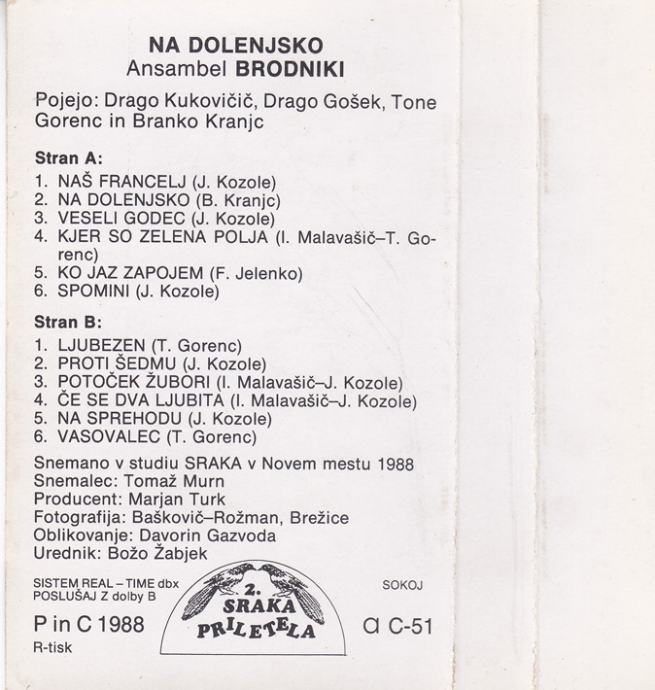 NA DOLENJSKO
Ansambel BRODNIKI
Pojejo: Drago Kukovičič, Drago Gošek, Tone
Gorenc in Branko Kranjc
Stran A:
1. NAŠ FRANCELJ (J. Kozole)
2. NA DOLENJSKO (B. Kranjc)
3. VESELI GODEC (J. Kozole)
4. KJER SO ZELENA POLJA (I. Malavašič–T. Go-
renc)
5. KO JAZ ZAPOJEM (F. Jelenko)
6. SPOMINI (J. Kozole)
Stran B:
1. LJUBEZEN (T. Gorenc)
2. PROTI ŠEDMU (J. Kozole)
3. POTOČEK ŽUBORI (I. Malavašič–J. Kozole)
4. ČE SE DVA LJUBITA (I. Malavašič–J. Kozole)
5. NA SPREHODU (J. Kozole)
6. VASOVALEC (T. Gorenc)
Snemano v studiu SRAKA v Novem mestu 1988
Snemalec: Tomaž Murn
Producent: Marjan Turk
Fotografija: Baškovič–Rožman, Brežice
Oblikovanje: Davorin Gazvoda
Urednik: Božo Žabjek
SISTEM REAL – TIME dbx
POSLUŠAJ Z dolby B
P in C 1988
R-tisk
2.
SRAKA
PRILETELA
SOKOJ
a C-51